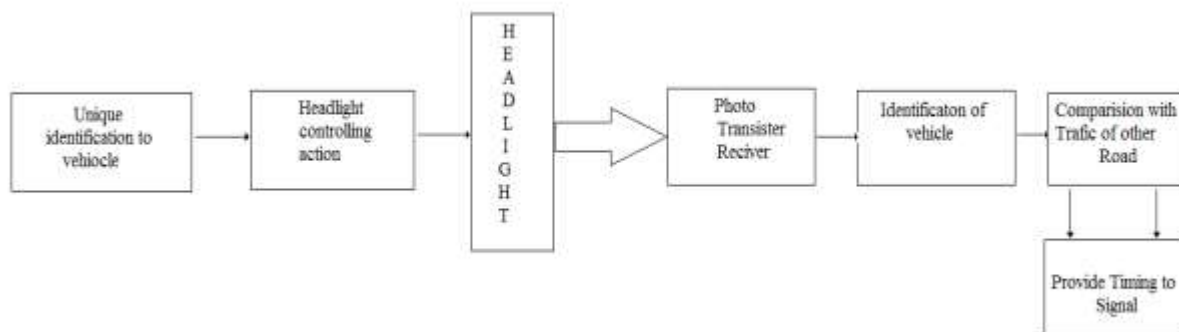 Unique
identification to
vehiocle
Headlight
controlling
action
H
E
A
D
L
I
G
H
T
Photo
Transister
Reciver
Identificaton of
vehicle
Comparision with
Trafic of other
Road
Provide Timing to
Signal